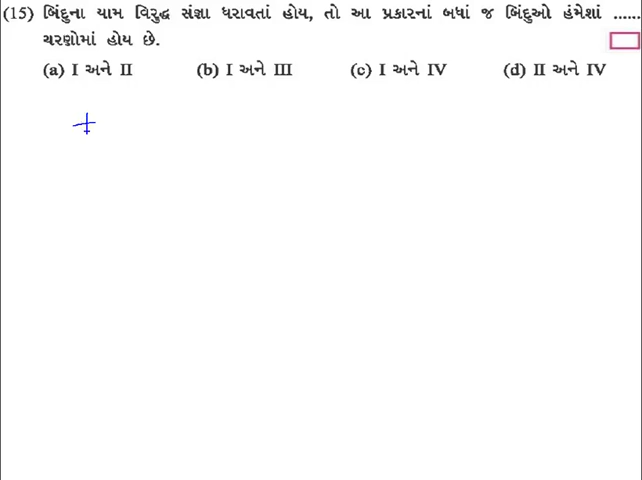 (15) બિંદુના યામ વિરુદ્ધ સંજ્ઞા ધરાવતાં હોય, તો આ પ્રકારનાં બધાં જ બિંદુઓ હંમેશાં ......
ચરણોમાં હોય છે.
(a) I અને II (b) I અને III (c) I અને IV (d) II અને IV
+